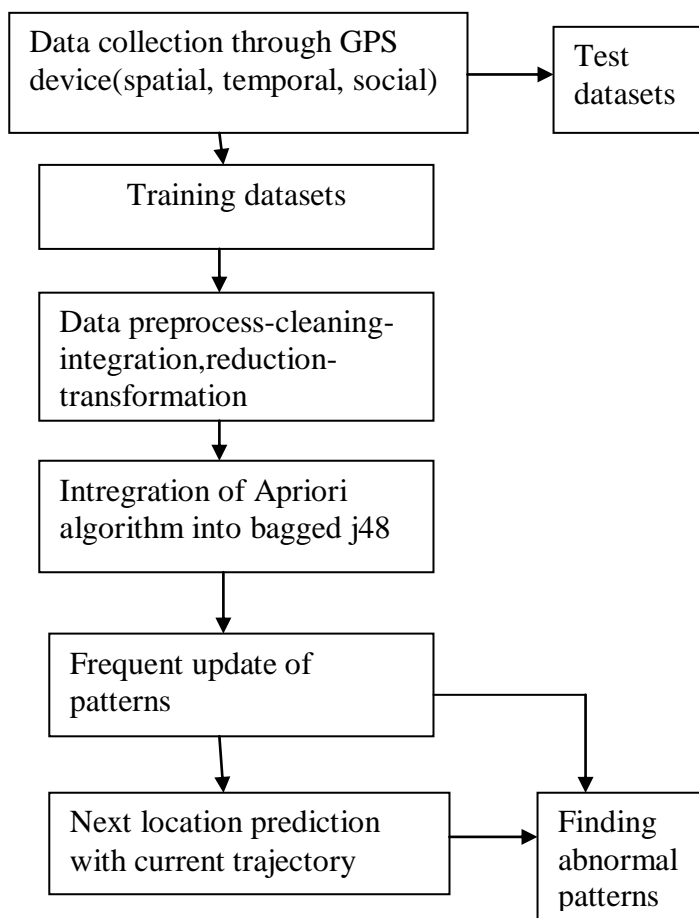 Data collection through GPS
device(spatial, temporal, social)
Test
datasets
Training datasets
Data preprocess-cleaning-
integration,reduction-
transformation
Intregration of Apriori
algorithm into bagged j48
Frequent update of
patterns
Next location prediction
with current trajectory
Finding
abnormal
patterns